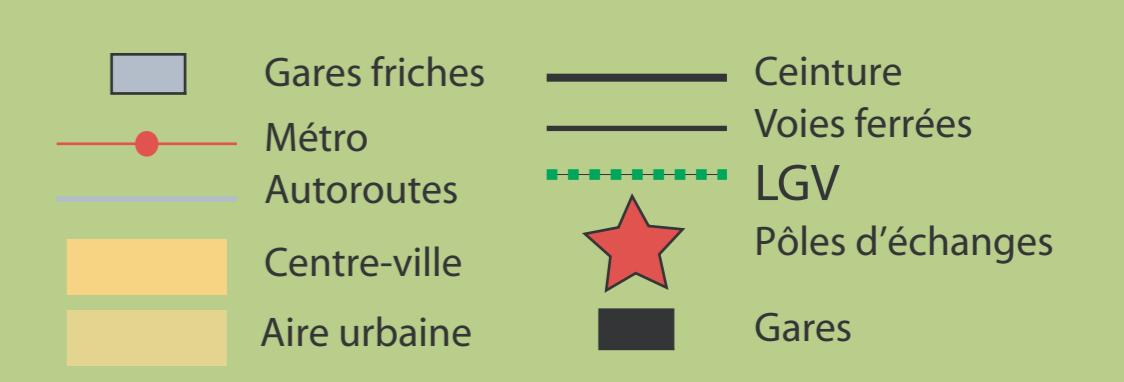 Gares friches
Métro
Autoroutes
Centre-ville
Aire urbaine
Ceinture
Voies ferrées
LGV
Pôles d'échanges
Gares